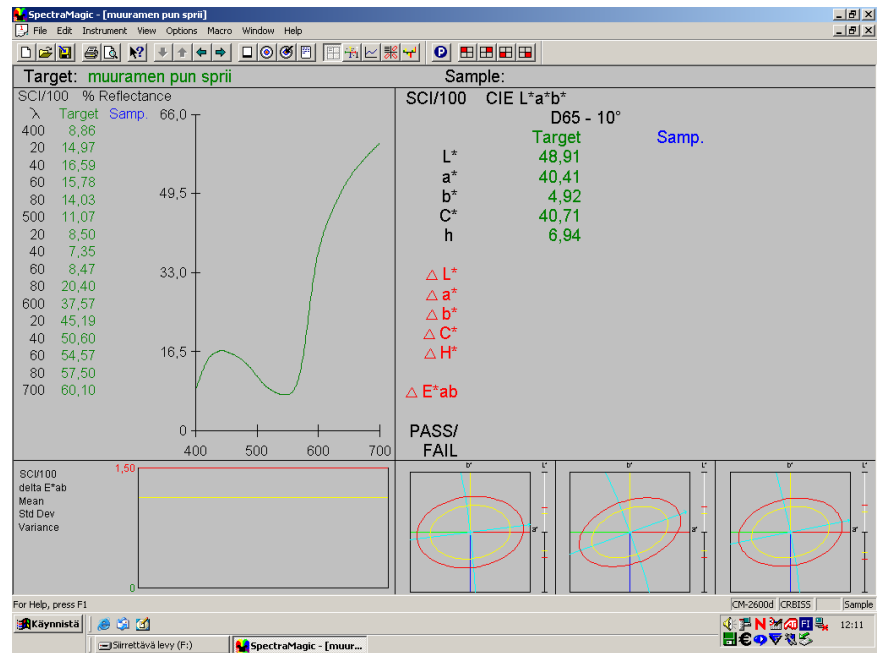 SpectraMagic - [muuramen pun sprii]
File Edit Instrument View Options Macro Window Help
Target: muuramen pun sprii Sample:
SCI/100 % Reflectance
λ Target Samp.
400 8,86
20 14,97
40 16,59
60 15,78
80 14,03
500 11,07
20 8,50
40 7,35
60 8,47
80 20,40
600 37,57
20 45,19
40 50,60
60 54,57
80 57,50
700 60,10
66,0
49,5
33,0
16,5
0
400 500 600 700
SCI/100 CIE L*a*b*
D65 - 10°
Target Samp.
L* 48,91
a* 40,41
b* 4,92
C* 40,71
h 6,94
△ L*
△ a*
△ b*
△ C*
△ H*
△ E*ab
PASS/
FAIL
SCI/100
delta E*ab
Mean
Std Dev
Variance
1,50
0
b* L* b* L* b* L*
a* a* a*
For Help, press F1 CM-2600d CRBISS Sample
Käynnistä FI 12:11
Siirrettävä levy (F:) SpectraMagic - [muur...